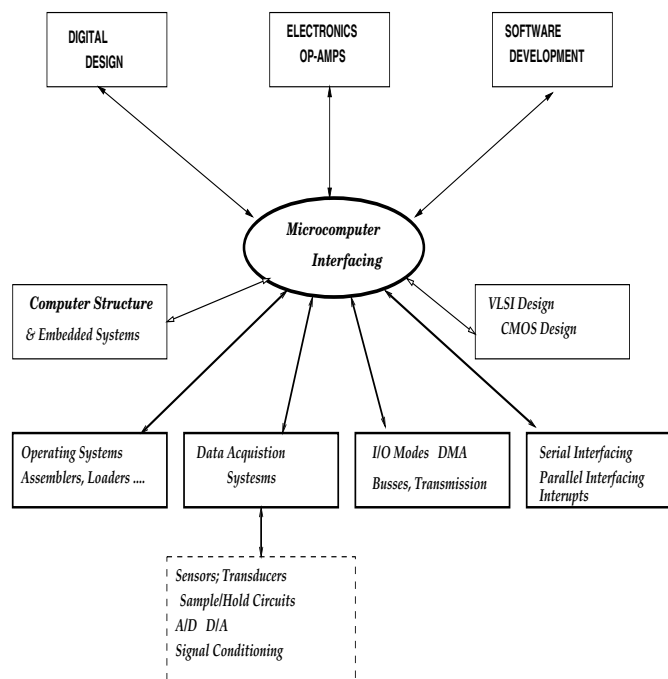 DIGITAL
DESIGN
ELECTRONICS
OP-AMPS
SOFTWARE
DEVELOPMENT
Microcomputer
Interfacing
Computer Structure
& Embedded Systems
VLSI Design
CMOS Design
Operating Systems
Assemblers, Loaders ....
Data Acquistion
Systesms
I/O Modes DMA
Busses, Transmission
Serial Interfacing
Parallel Interfacing
Interupts
Sensors; Transducers
Sample/Hold Circuits
A/D D/A
Signal Conditioning